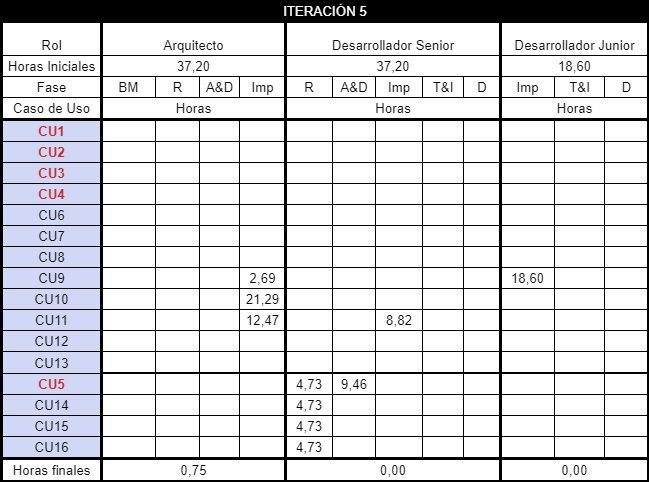 ITERACIÓN 5
Rol Arquitecto Desarrollador Senior Desarrollador Junior
Horas Iniciales 37,20 37,20 18,60
Fase BM R A&D Imp R A&D Imp T&I D Imp T&I D
Caso de Uso Horas Horas Horas
CU1
CU2
CU3
CU4
CU6
CU7
CU8
CU9 2,69 18,60
CU10 21,29
CU11 12,47 8,82
CU12
CU13
CU5 4,73 9,46
CU14 4,73
CU15 4,73
CU16 4,73
Horas finales 0,75 0,00 0,00